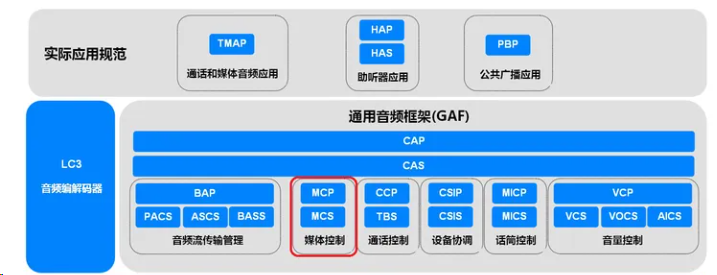 实际应用规范
TMAP
通话和媒体音频应用
HAP
HAS
助听器应用
PBP
公共广播应用
LC3
音频编解码器
通用音频框架(GAF)
CAP
CAS
BAP
PACS ASCS BASS
音频流传输管理
MCP
MCS
媒体控制
CCP
TBS
通话控制
CSIP
CSIS
设备协调
MICP
MICS
话筒控制
VCP
VCS VOCS AICS
音量控制